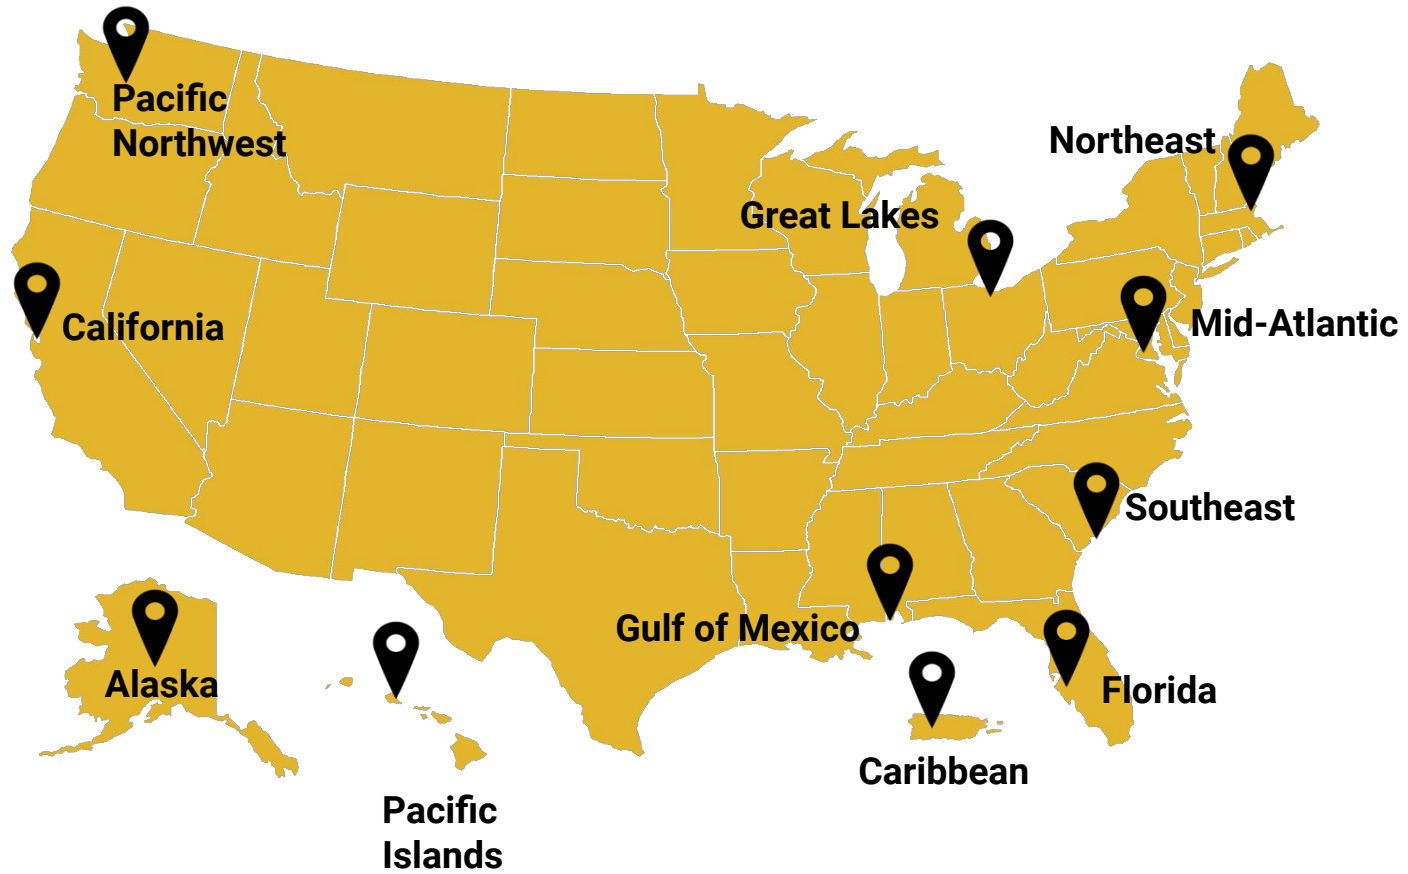 Pacific
Northwest
Northeast
Great Lakes
California
Mid-Atlantic
Southeast
Gulf of Mexico
Alaska
Florida
Caribbean
Pacific
Islands